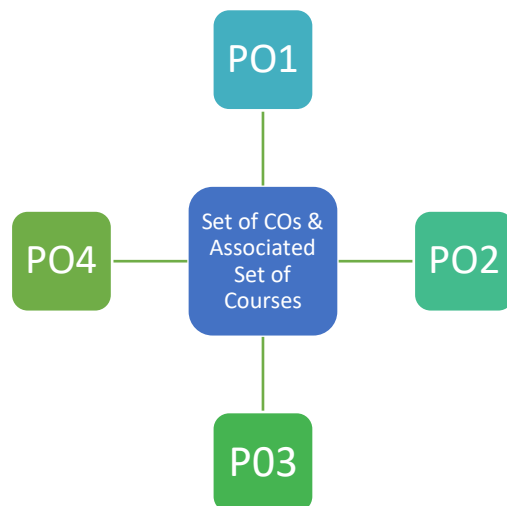 PO1
PO4
Set of COs &
Associated
Set of
Courses
PO2
P03